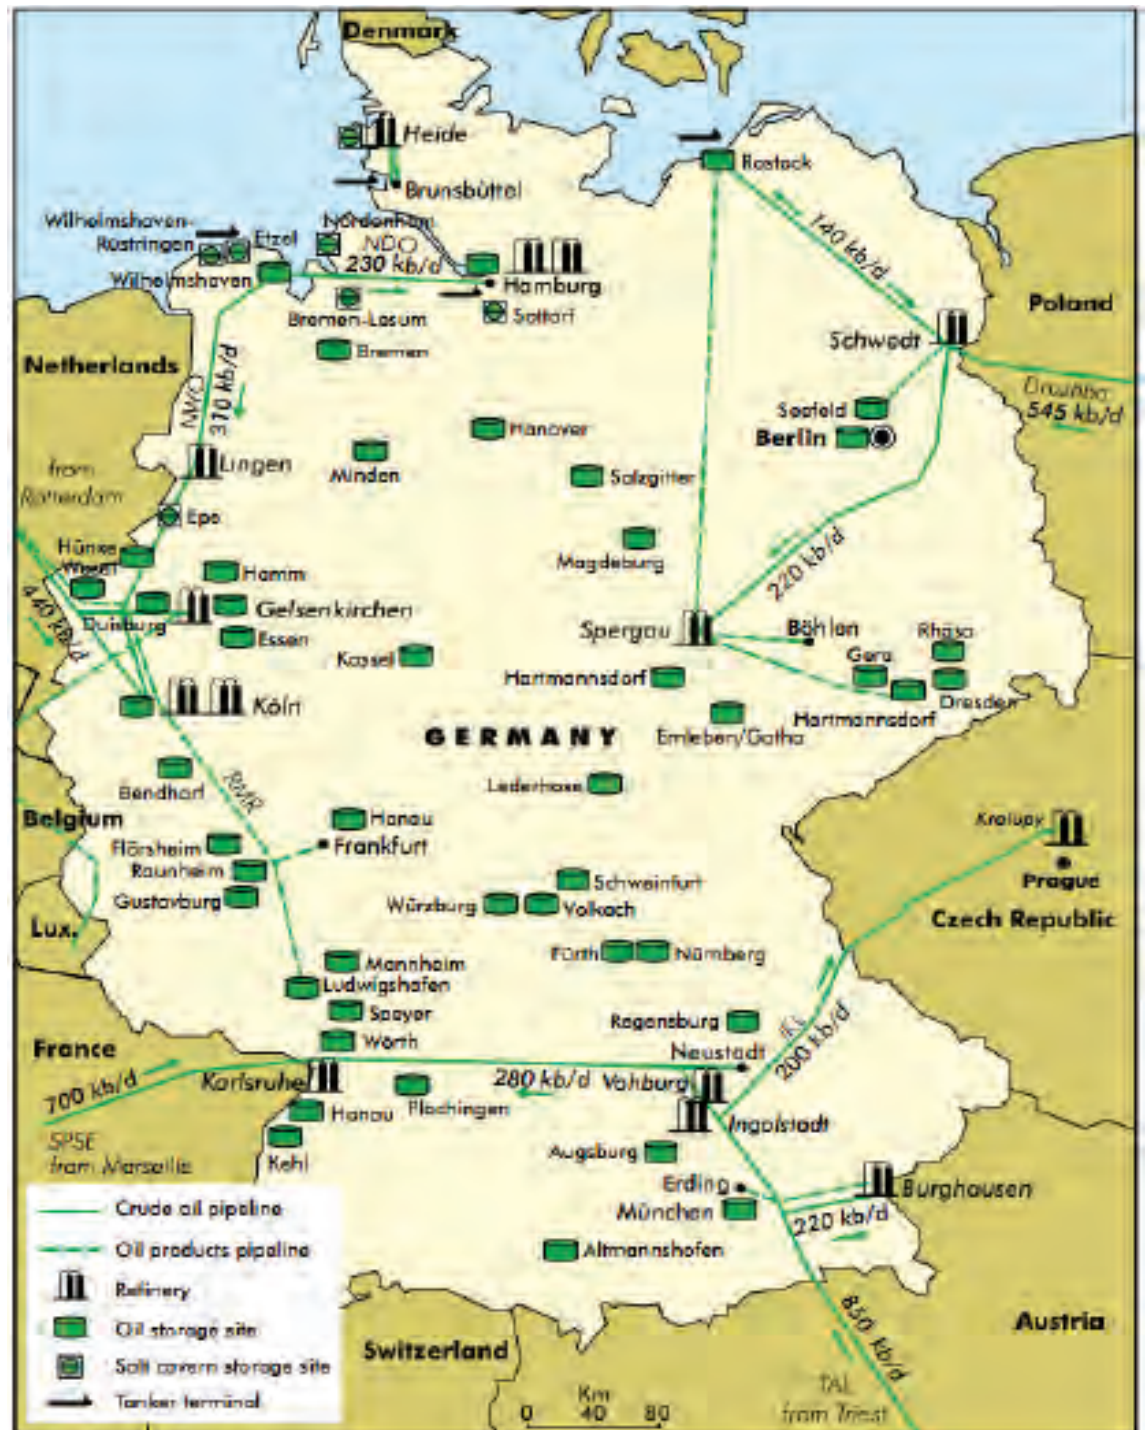 Denmark
Heide
Rostock
Brunsbüttel
Wilhelmshaven-
Rüstringen
Etzel
Nordenham
NDO
230 kb/d
140 kb/d
Wilhelmshaven
Hamburg
Bremen-Lesum
Sottorf
Poland
Schwedt
Bremen
Netherlands
NWO
310 kb/d
Druzhba
545 kb/d
Seefeld
Berlin
Hanover
Lingen
Minden
Salzgitter
from
Rotterdam
Epe
Hünxe
Wesel
Hamm
Magdeburg
220 kb/d
440 kb/d
Duisburg
Gelsenkirchen
Essen
Spergau
Böhlen
Rhäsa
Kassel
Gera
Hartmannsdorf
Dresden
Köln
Hartmannsdorf
GERMANY
Emleben/Gotha
RMR
Bendhorf
Lederhose
Belgium
Hanau
Kralupy
Flörsheim
Frankfurt
Raunheim
Prague
Schweinfurt
Gustavburg
Würzburg
Volkach
Lux.
Czech Republic
Fürth
Nürnberg
Mannheim
Ludwigshafen
Speyer
Regensburg
IKL
200 kb/d
Wörth
France
Neustadt
700 kb/d
Karlsruhe
280 kb/d
Vohburg
Plochingen
Hanau
Ingolstadt
SPSE
from Marseille
Kehl
Augsburg
Erding
Burghausen
München
220 kb/d
Altmannshofen
Crude oil pipeline
Oil products pipeline
Refinery
Oil storage site
Salt cavern storage site
Tanker terminal
850 kb/d
Austria
Switzerland
TAL
from Triest
Km
0 40 80